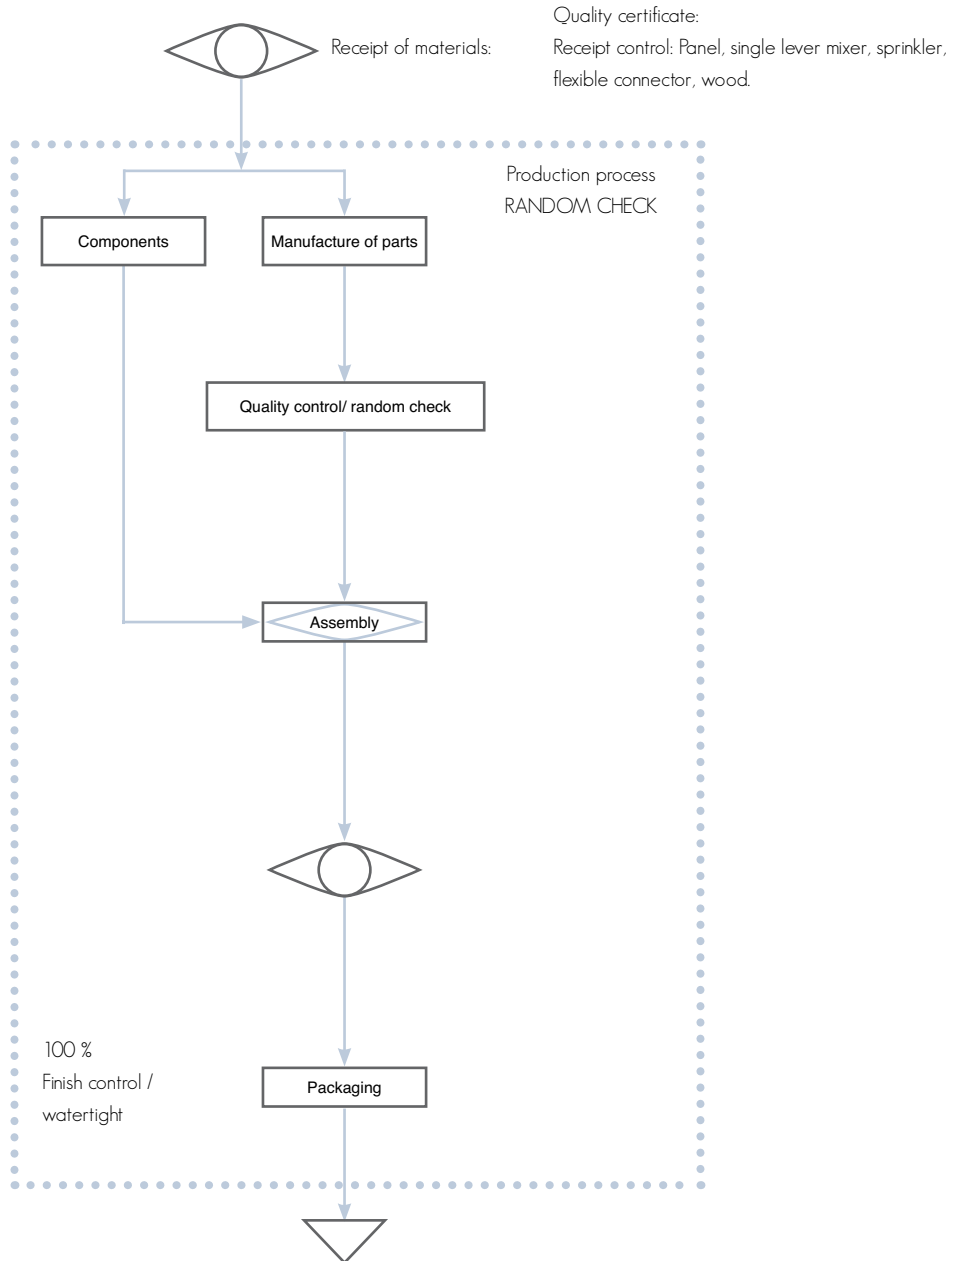 Quality certificate:
Receipt of materials:
Receipt control: Panel, single lever mixer, sprinkler,
flexible connector, wood.
Production process
RANDOM CHECK
Components
Manufacture of parts
Quality control/ random check
Assembly
100 %
Finish control /
watertight
Packaging